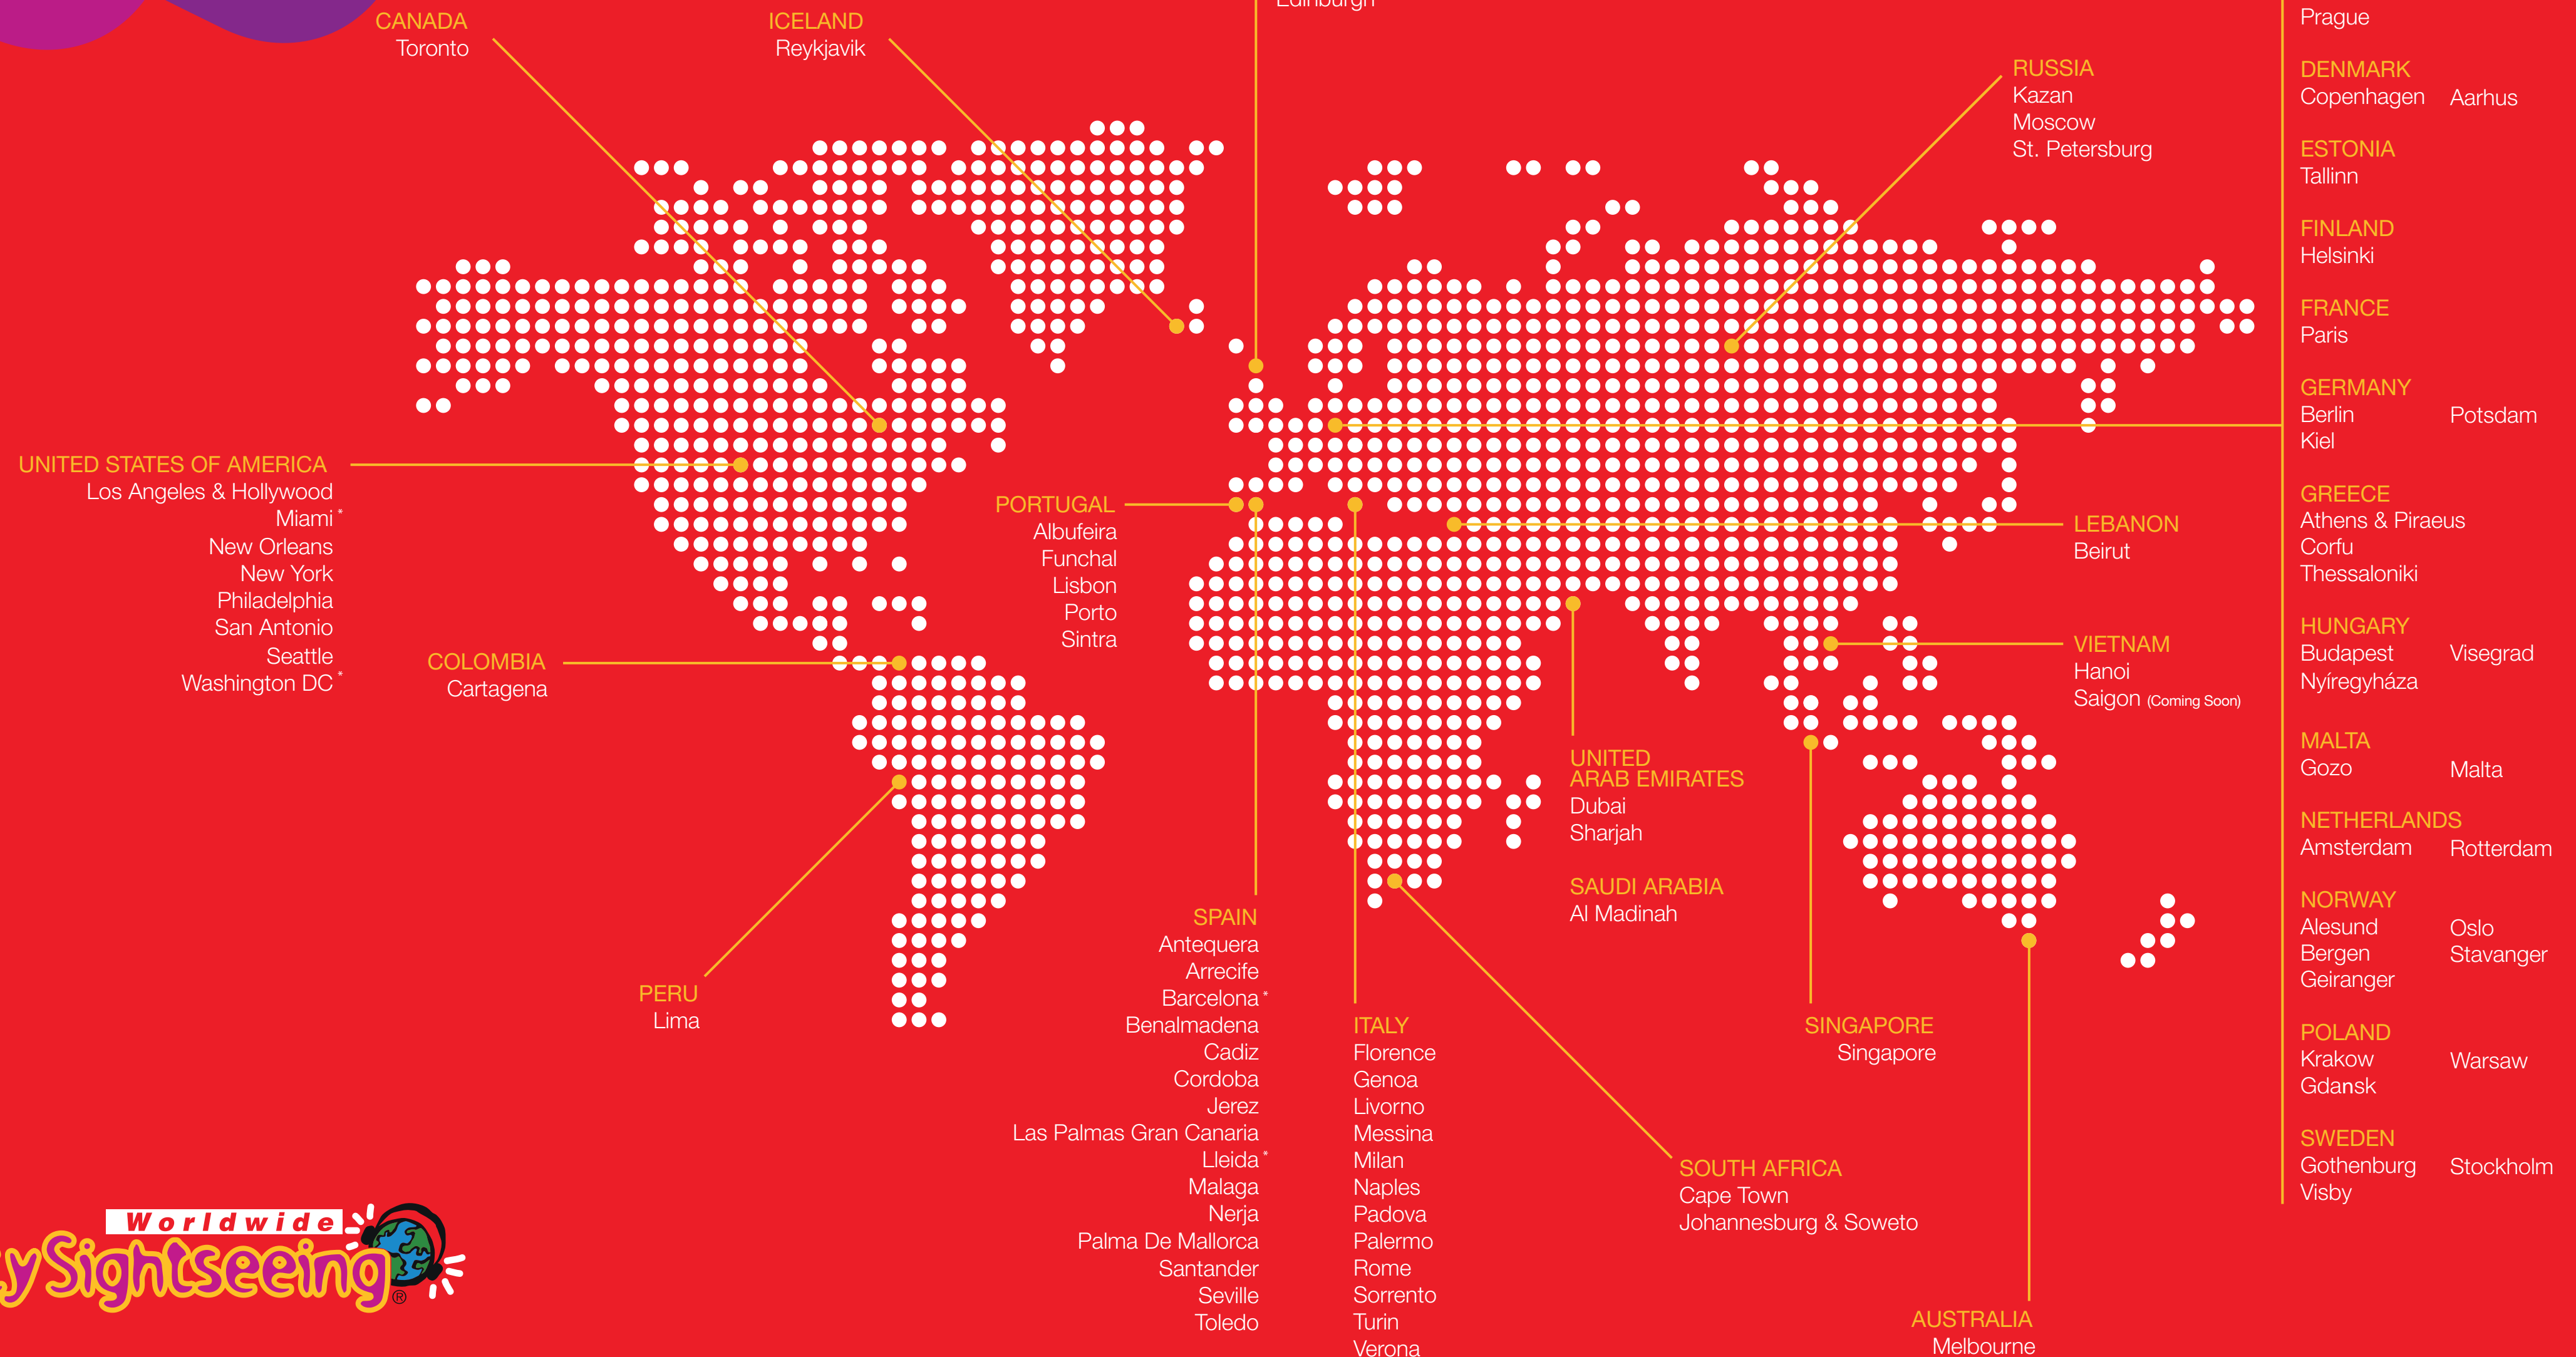 CANADA
Toronto
ICELAND
Reykjavik
Edinburgh
RUSSIA
Kazan
Moscow
St. Petersburg
UNITED STATES OF AMERICA
Los Angeles & Hollywood
Miami *
New Orleans
New York
Philadelphia
San Antonio
Seattle
Washington DC *
COLOMBIA
Cartagena
PERU
Lima
PORTUGAL
Albufeira
Funchal
Lisbon
Porto
Sintra
SPAIN
Antequera
Arrecife
Barcelona *
Benalmadena
Cadiz
Cordoba
Jerez
Las Palmas Gran Canaria
Lleida *
Malaga
Nerja
Palma De Mallorca
Santander
Seville
Toledo
ITALY
Florence
Genoa
Livorno
Messina
Milan
Naples
Padova
Palermo
Rome
Sorrento
Turin
Verona
LEBANON
Beirut
VIETNAM
Hanoi
Saigon (Coming Soon)
UNITED
ARAB EMIRATES
Dubai
Sharjah
SAUDI ARABIA
Al Madinah
SINGAPORE
Singapore
SOUTH AFRICA
Cape Town
Johannesburg & Soweto
AUSTRALIA
Melbourne
Prague
DENMARK
Copenhagen Aarhus
ESTONIA
Tallinn
FINLAND
Helsinki
FRANCE
Paris
GERMANY
Berlin Potsdam
Kiel
GREECE
Athens & Piraeus
Corfu
Thessaloniki
HUNGARY
Budapest Visegrad
Nyíregyháza
MALTA
Gozo Malta
NETHERLANDS
Amsterdam Rotterdam
NORWAY
Alesund Oslo
Bergen Stavanger
Geiranger
POLAND
Krakow Warsaw
Gdansk
SWEDEN
Gothenburg Stockholm
Visby
Worldwide
ySightseeing®